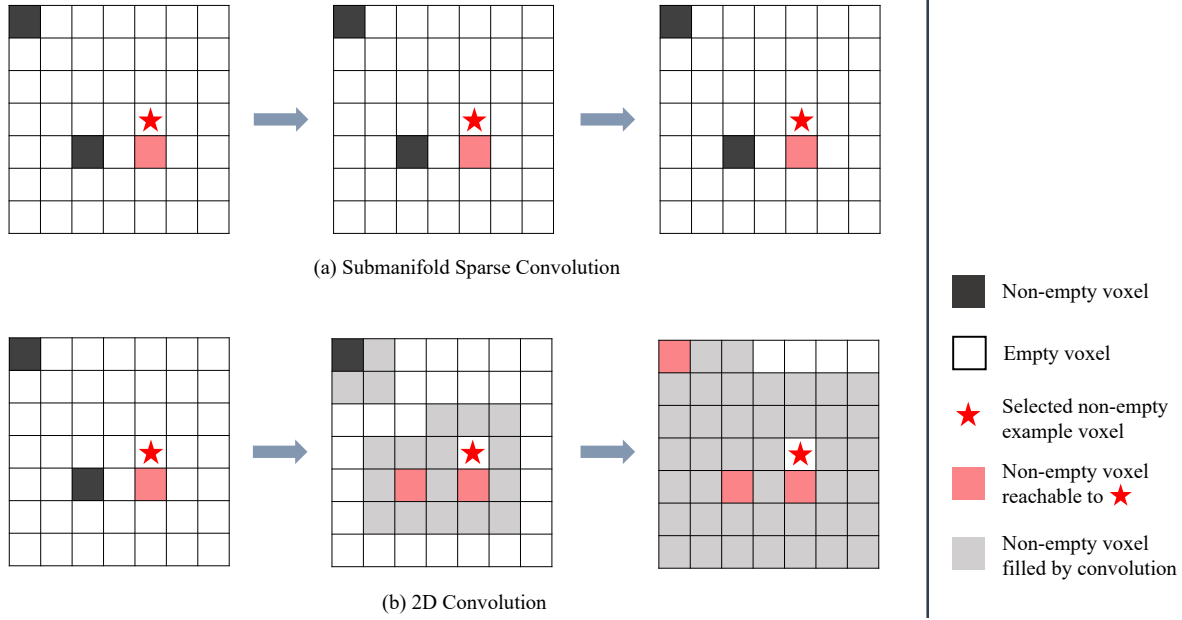 (a) Submanifold Sparse Convolution
(b) 2D Convolution
Non-empty voxel
Empty voxel
Selected non-empty
example voxel
Non-empty voxel
reachable to
Non-empty voxel
filled by convolution